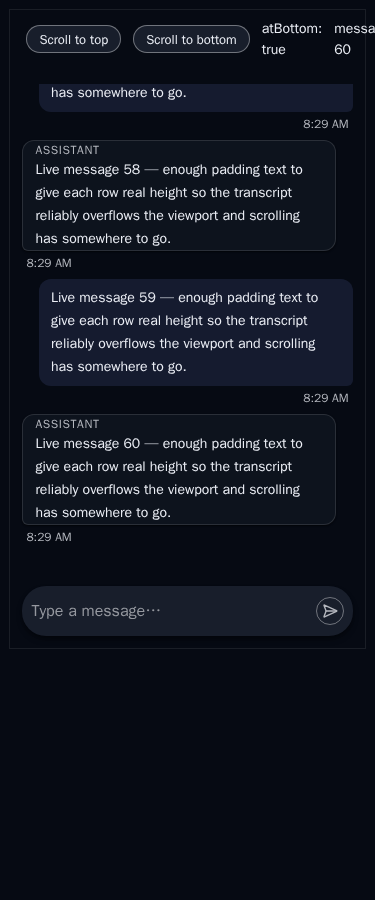 Scroll to top
Scroll to bottom
atBottom:
true
60
has somewhere to go.
8:29 AM
ASSISTANT
Live message 58 — enough padding text to
give each row real height so the transcript
reliably overflows the viewport and scrolling
has somewhere to go.
8:29 AM
Live message 59 — enough padding text to
give each row real height so the transcript
reliably overflows the viewport and scrolling
has somewhere to go.
8:29 AM
ASSISTANT
Live message 60 — enough padding text to
give each row real height so the transcript
reliably overflows the viewport and scrolling
has somewhere to go.
8:29 AM
Type a message···